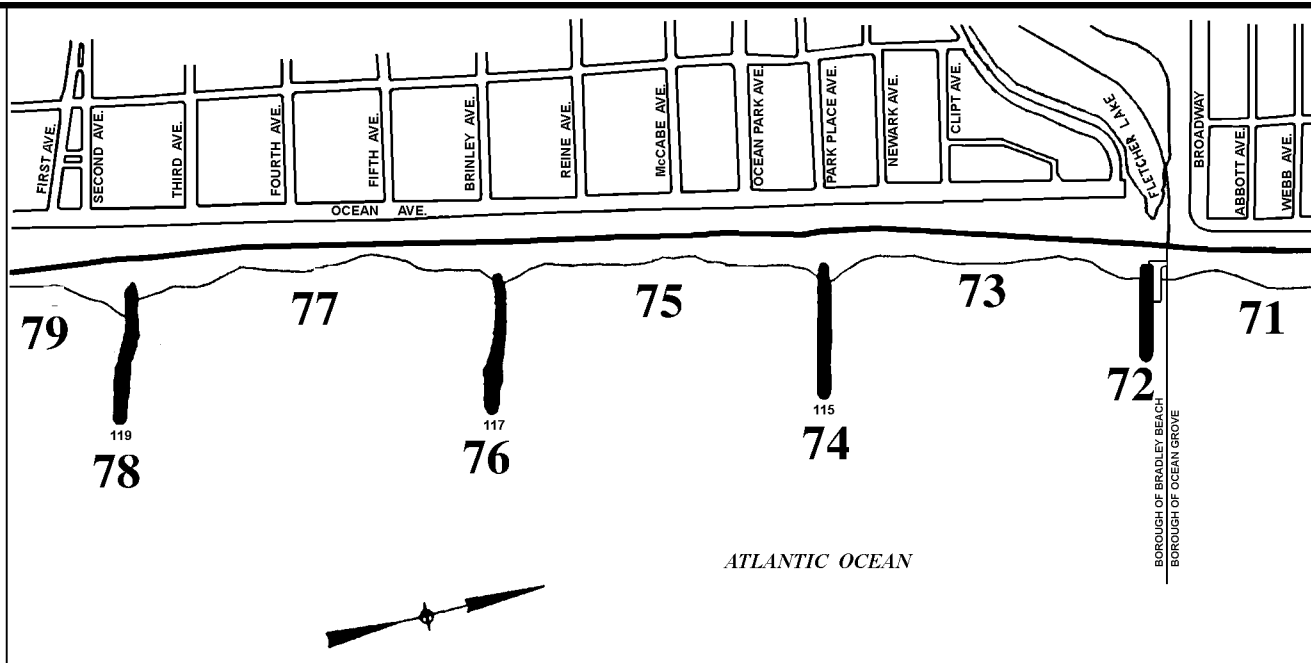 FIRST AVE.
SECOND AVE.
THIRD AVE.
FOURTH AVE.
FIFTH AVE.
BRINLEY AVE.
REINE AVE.
McCABE AVE.
OCEAN PARK AVE.
PARK PLACE AVE.
NEWARK AVE.
CLIPT AVE.
FLETCHER LAKE
BROADWAY
ABBOTT AVE.
WEBB AVE.
OCEAN AVE.
79
77
75
73
71
72
119
117
115
78
76
74
BOROUGH OF BRADLEY BEACH
BOROUGH OF OCEAN GROVE
ATLANTIC OCEAN